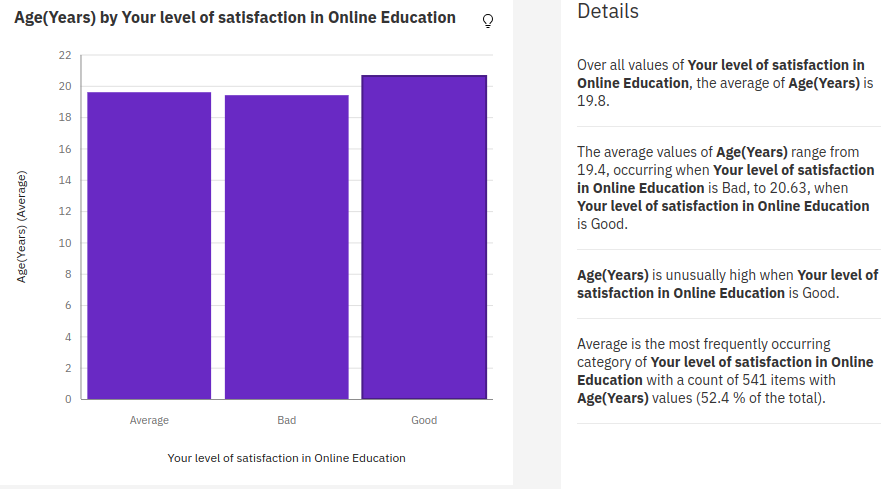 Age(Years) by Your level of satisfaction in Online Education
22
20
18
16
14
12
10
8
6
4
2
0
Age(Years) (Average)
Average Bad Good
Your level of satisfaction in Online Education
Details
Over all values of Your level of satisfaction in
Online Education, the average of Age(Years) is
19.8.
The average values of Age(Years) range from
19.4, occurring when Your level of satisfaction
in Online Education is Bad, to 20.63, when
Your level of satisfaction in Online Education
is Good.
Age(Years) is unusually high when Your level of
satisfaction in Online Education is Good.
Average is the most frequently occurring
category of Your level of satisfaction in Online
Education with a count of 541 items with
Age(Years) values (52.4 % of the total).